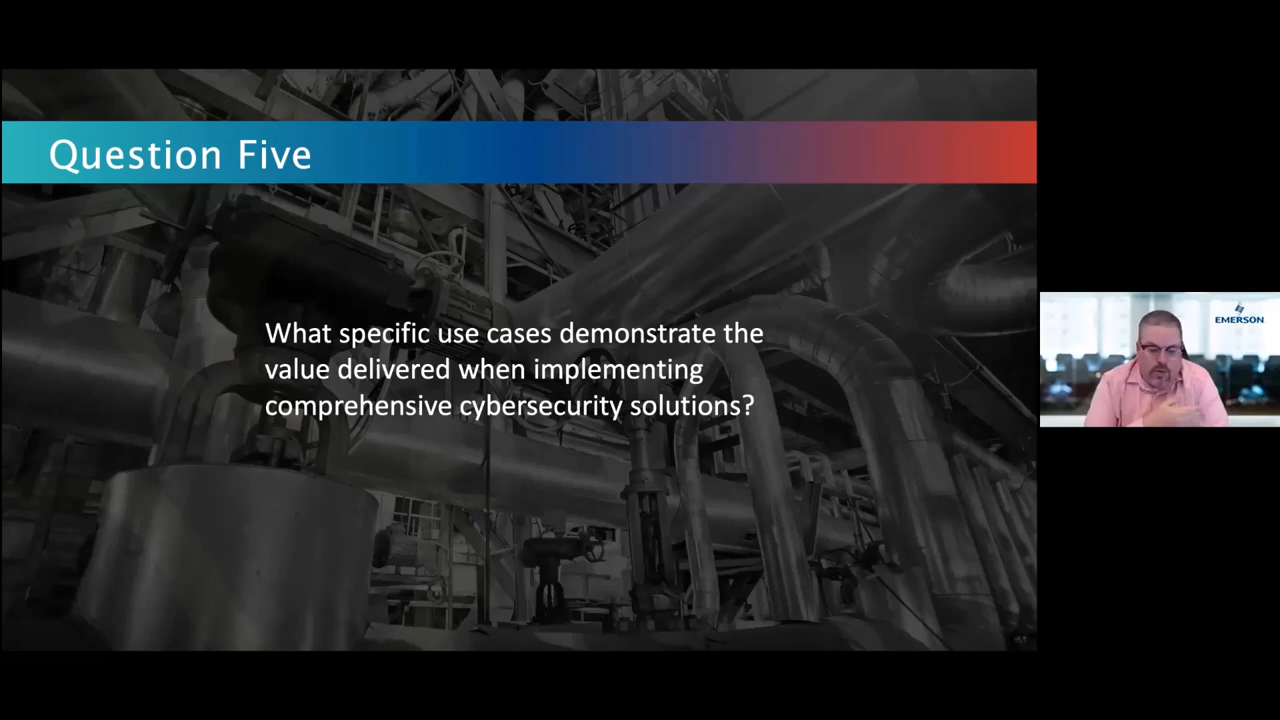 Question Five
What specific use cases demonstrate the
value delivered when implementing
comprehensive cybersecurity solutions?
EMERSON